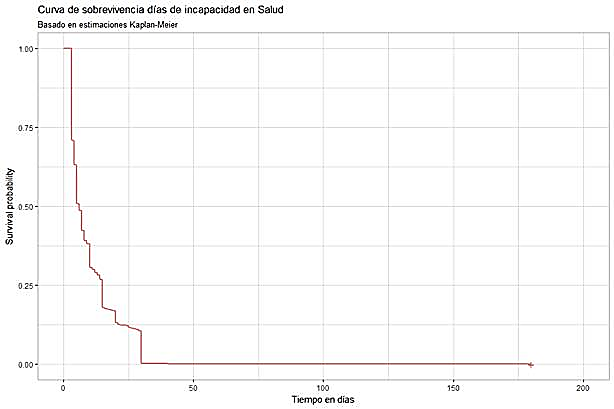 Curva de sobrevivencia días de incapacidad en Salud
Basado en estimaciones Kaplan-Meier
1.00
0.75
0.50
0.25
0.00
Survival probability
0 50 100 150 200
Tiempo en días